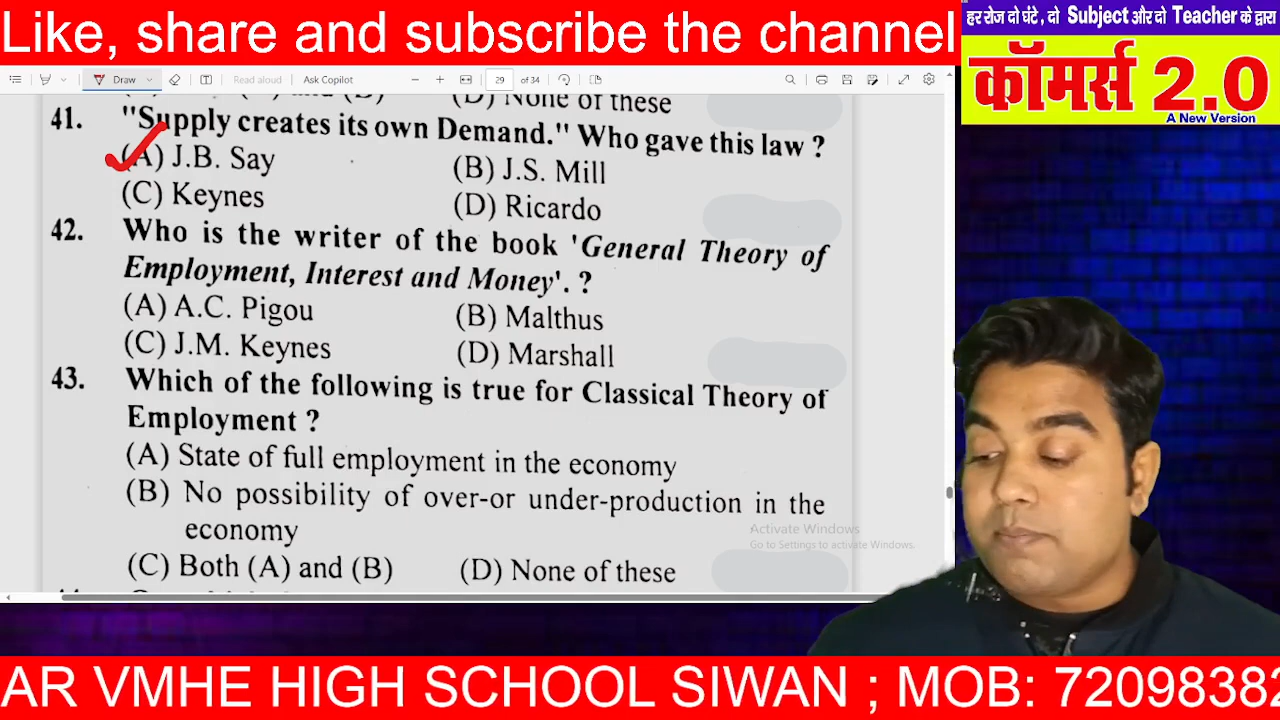 Like, share and subscribe the channel
हर रोज दो घंटे, दो Subject और दो Teacher के द्वारा
कॉमर्स 2.0
A New Version
Draw
Read aloud
Ask Copilot
29 of 34
(D) None of these
41. "Supply creates its own Demand." Who gave this law ?
(A) J.B. Say (B) J.S. Mill
(C) Keynes (D) Ricardo
42. Who is the writer of the book 'General Theory of
Employment, Interest and Money'. ?
(A) A.C. Pigou (B) Malthus
(C) J.M. Keynes (D) Marshall
43. Which of the following is true for Classical Theory of
Employment ?
(A) State of full employment in the economy
(B) No possibility of over-or under-production in the
economy
(C) Both (A) and (B) (D) None of these
Activate Windows
Go to Settings to activate Windows.
AR VMHE HIGH SCHOOL SIWAN ; MOB: 7209838